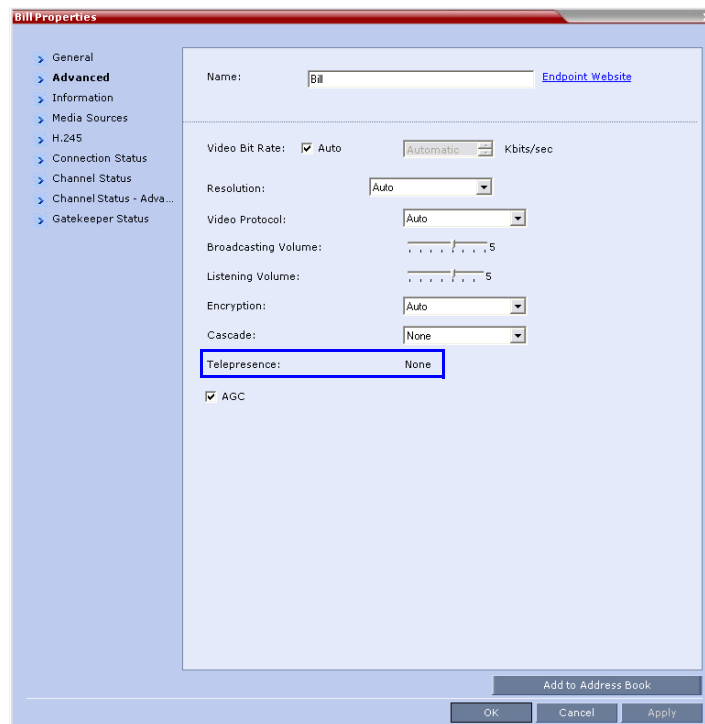 Bill Properties
General
Advanced
Information
Media Sources
H.245
Connection Status
Channel Status
Channel Status - Adva...
Gatekeeper Status
Name: Bill Endpoint Website
Video Bit Rate: Auto Automatic Kbits/sec
Resolution: Auto
Video Protocol: Auto
Broadcasting Volume: 5
Listening Volume: 5
Encryption: Auto
Cascade: None
Telepresence: None
AGC
Add to Address Book
OK Cancel Apply